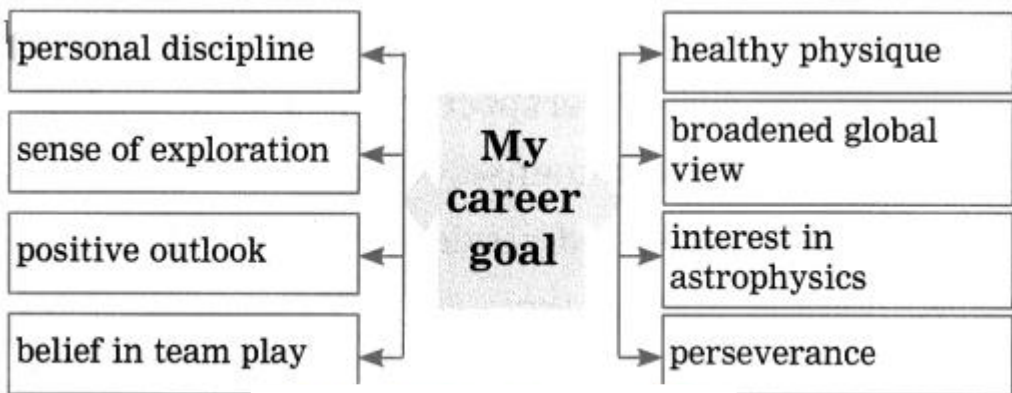 personal discipline
sense of exploration
positive outlook
belief in team play
My
career
goal
healthy physique
broadened global
view
interest in
astrophysics
perseverance